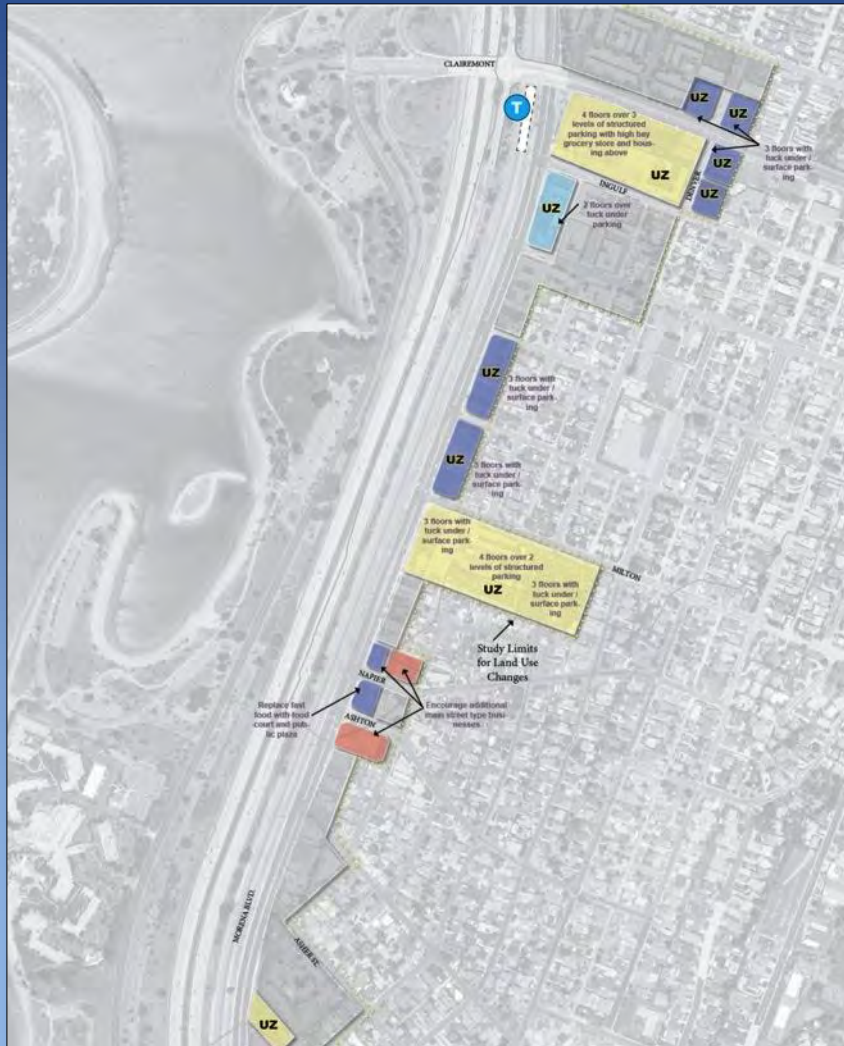 CLAIREMONT
T
4 floors over 3
levels of structured
parking with high bay
grocery store and hous-
ing above
UZ
UZ
UZ
3 floors with
tuck under /
surface park-
ing
UZ
UZ
DENVER
INGULF
UZ
2 floors over
tuck under
parking
UZ
3 floors with
tuck under /
surface park-
ing
UZ
3 floors with
tuck under /
surface park-
ing
3 floors with
tuck under /
surface park-
ing
4 floors over 2
levels of structured
parking
UZ
3 floors with
tuck under /
surface park-
ing
MILTON
Study Limits
for Land Use
Changes
NAPIER
Replace fast
food with food
court and pub-
lic plaza
ASHTON
Encourage additional
main street type busi-
nesses
MORENA BLVD.
ASHER ST.
UZ